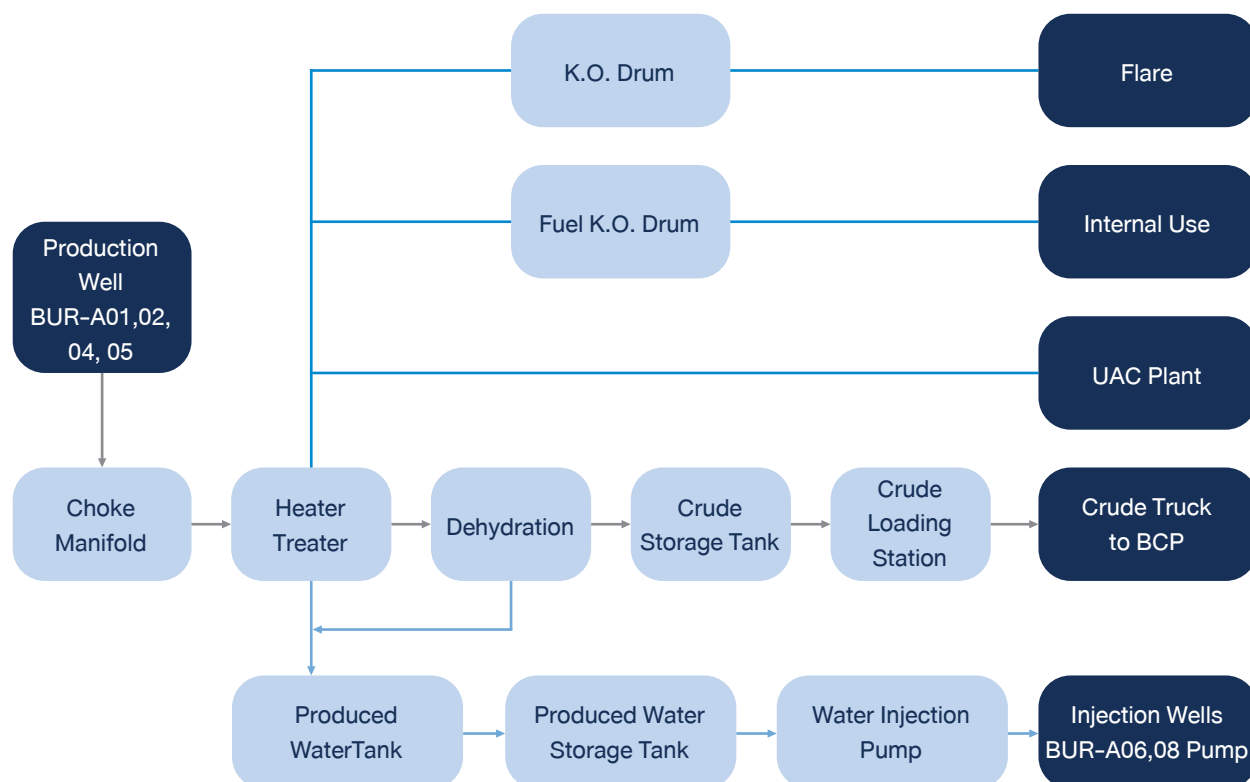 K.O. Drum
Flare
Fuel K.O. Drum
Internal Use
Production
Well
BUR-A01,02,
04, 05
UAC Plant
Choke
Manifold
Heater
Treater
Dehydration
Crude
Storage Tank
Crude
Loading
Station
Crude Truck
to BCP
Produced
WaterTank
Produced Water
Storage Tank
Water Injection
Pump
Injection Wells
BUR-A06,08 Pump